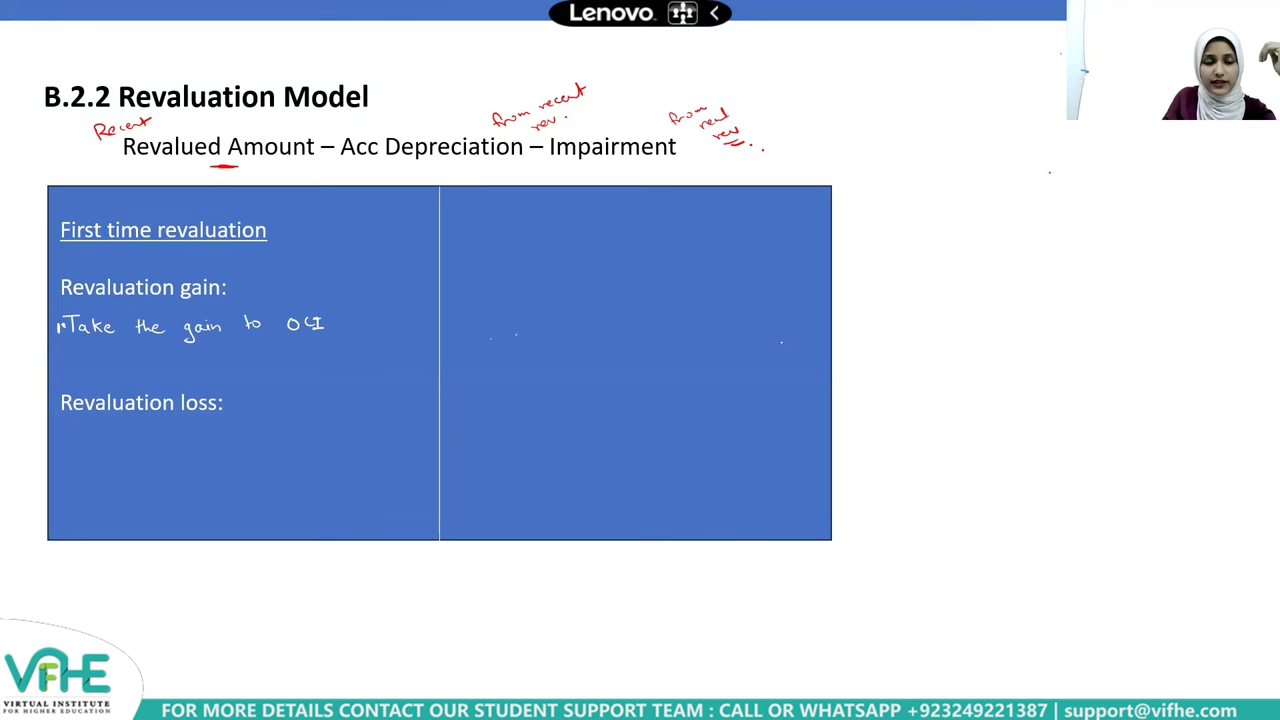 Lenovo
B.2.2 Revaluation Model
Recent
from recent
rev.
from
rev
Revalued Amount – Acc Depreciation – Impairment
First time revaluation
Revaluation gain:
Take the gain to OCI
Revaluation loss:
VIFHE
VIRTUAL INSTITUTE
FOR HIGHER EDUCATION
FOR MORE DETAILS CONTACT OUR STUDENT SUPPORT TEAM : CALL OR WHATSAPP +923249221387 | support@vifhe.com